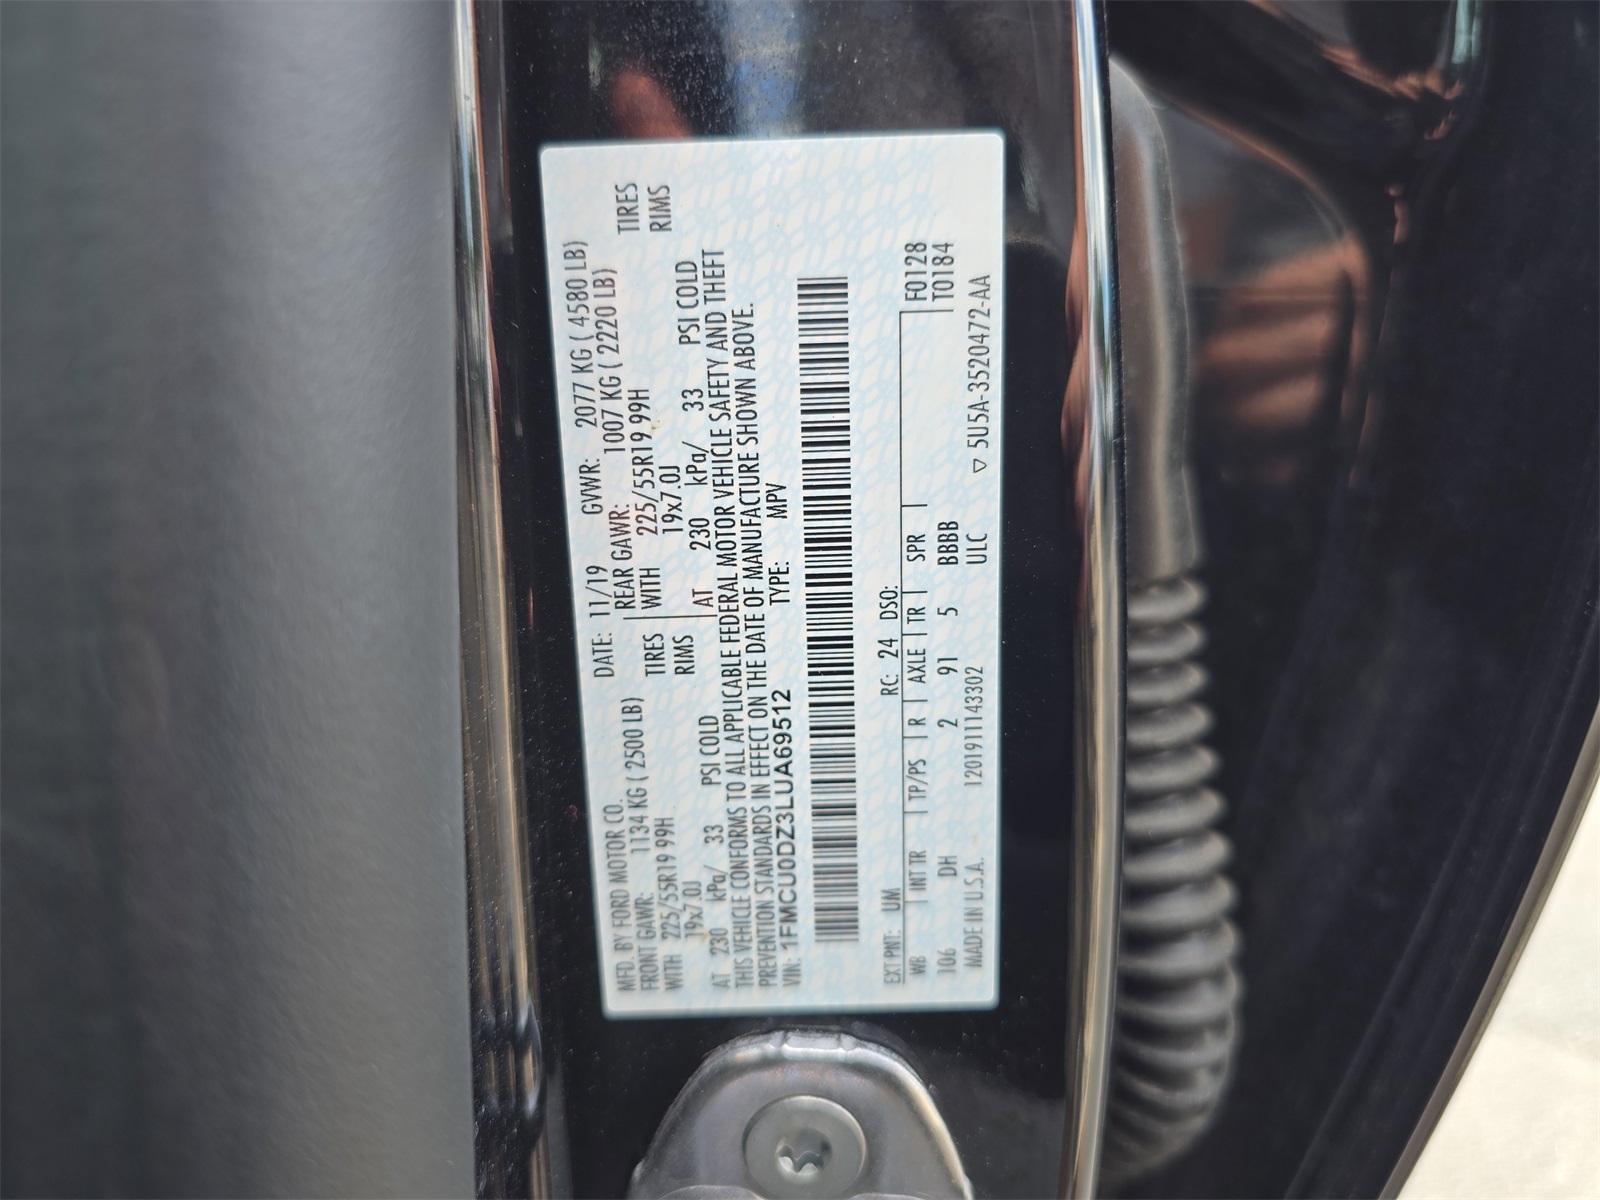 MFD. BY FORD MOTOR CO.
DATE: 11/19 GVWR: 2077 KG ( 4580 LB)
FRONT GAWR: 1134 KG ( 2500 LB) REAR GAWR: 1007 KG ( 2220 LB)
WITH 225/55R19 99H TIRES WITH 225/55R19 99H TIRES
19x7.0J RIMS 19x7.0J RIMS
AT 230 kPa/ 33 PSI COLD AT 230 kPa/ 33 PSI COLD
THIS VEHICLE CONFORMS TO ALL APPLICABLE FEDERAL MOTOR VEHICLE SAFETY AND THEFT
PREVENTION STANDARDS IN EFFECT ON THE DATE OF MANUFACTURE SHOWN ABOVE.
VIN: 1FMCU0DZ3LUA69512 TYPE: MPV
EXT PNT: UM RC: 24 DSO: F0128
WB INT TR TP/PS R AXLE TR SPR T0184
106 DH 2 91 5 BBBB
MADE IN U.S.A. 1201911143302 ULC ▽ 5U5A-3520472-AA